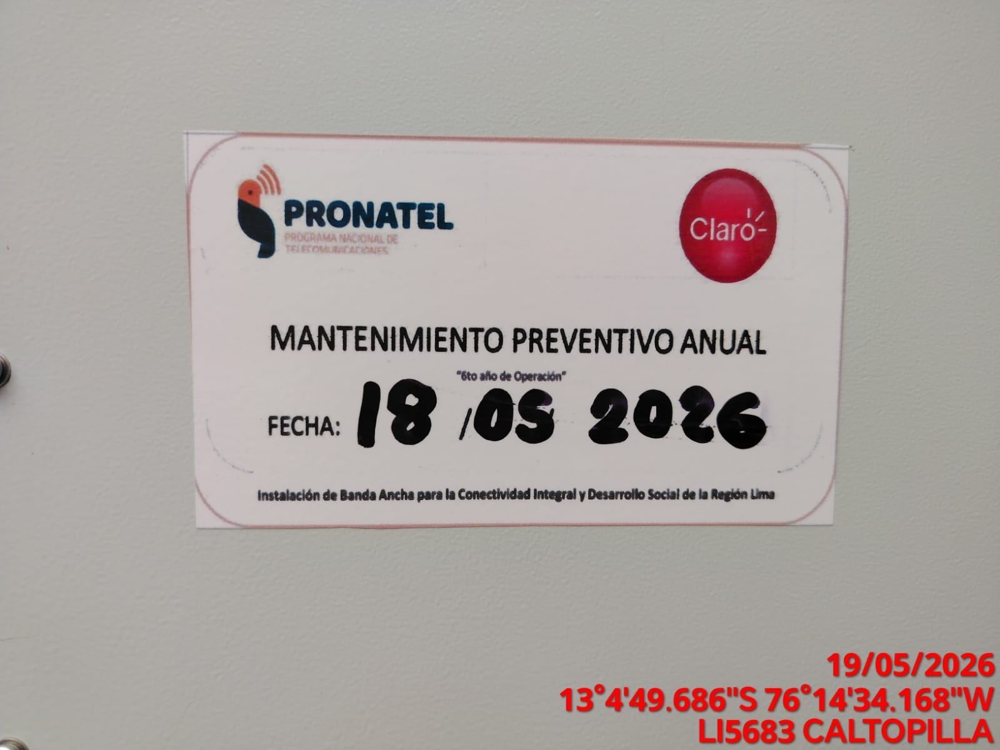 PRONATEL
PROGRAMA NACIONAL DE
TELECOMUNICACIONES
Claro
MANTENIMIENTO PREVENTIVO ANUAL
"6to año de Operación"
FECHA: 18 /05 2026
Instalación de Banda Ancha para la Conectividad Integral y Desarrollo Social de la Región Lima
19/05/2026
13°4'49.686"S 76°14'34.168"W
LI5683 CALTOPILLA